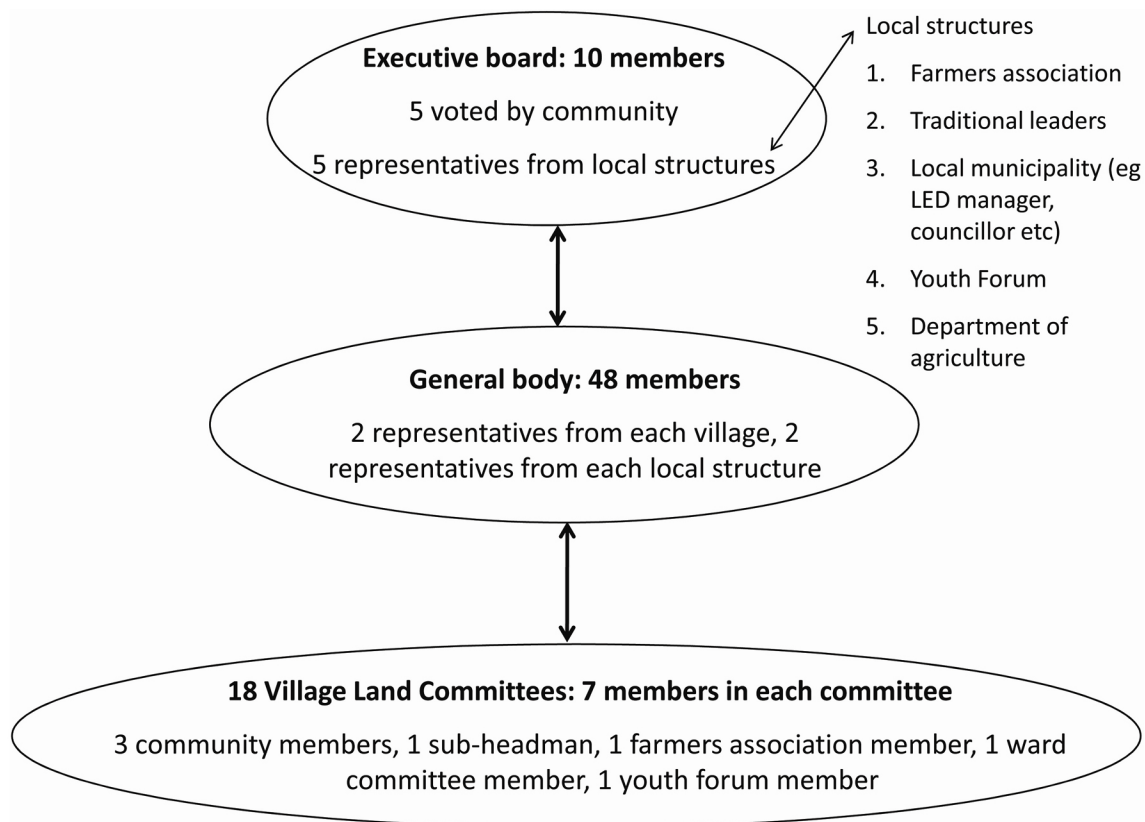 Executive board: 10 members
5 voted by community
5 representatives from local structures
Local structures
1. Farmers association
2. Traditional leaders
3. Local municipality (eg
LED manager,
councillor etc)
4. Youth Forum
5. Department of
agriculture
General body: 48 members
2 representatives from each village, 2
representatives from each local structure
18 Village Land Committees: 7 members in each committee
3 community members, 1 sub-headman, 1 farmers association member, 1 ward
committee member, 1 youth forum member